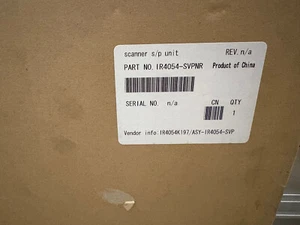 scanner s/p unit REV. n/a
PART NO. IR4054-SVPNR Product of China
SERIAL NO. n/a CN QTY
1
Vendor info. IR4054K197/ASY-IR4054-SVP